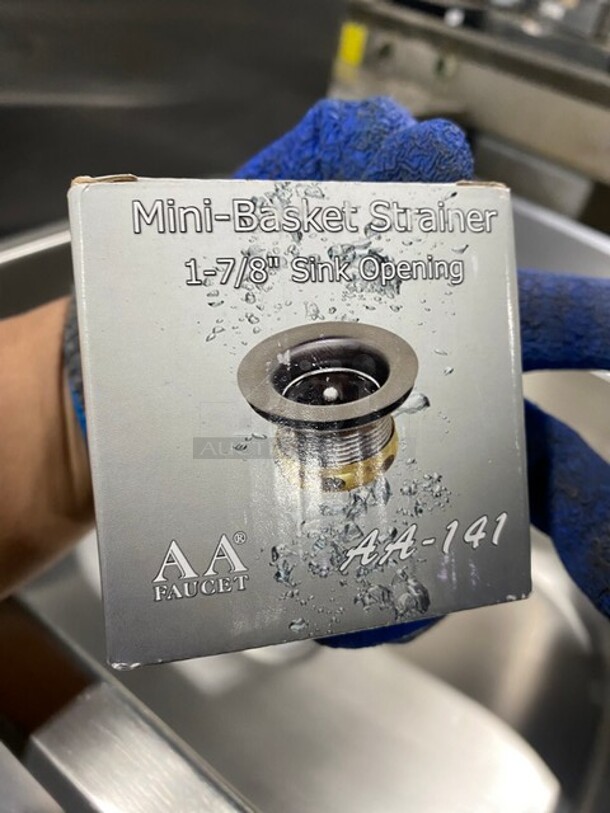 Mini-Basket Strainer
1-7/8" Sink Opening
AA®
FAUCET
AA-141